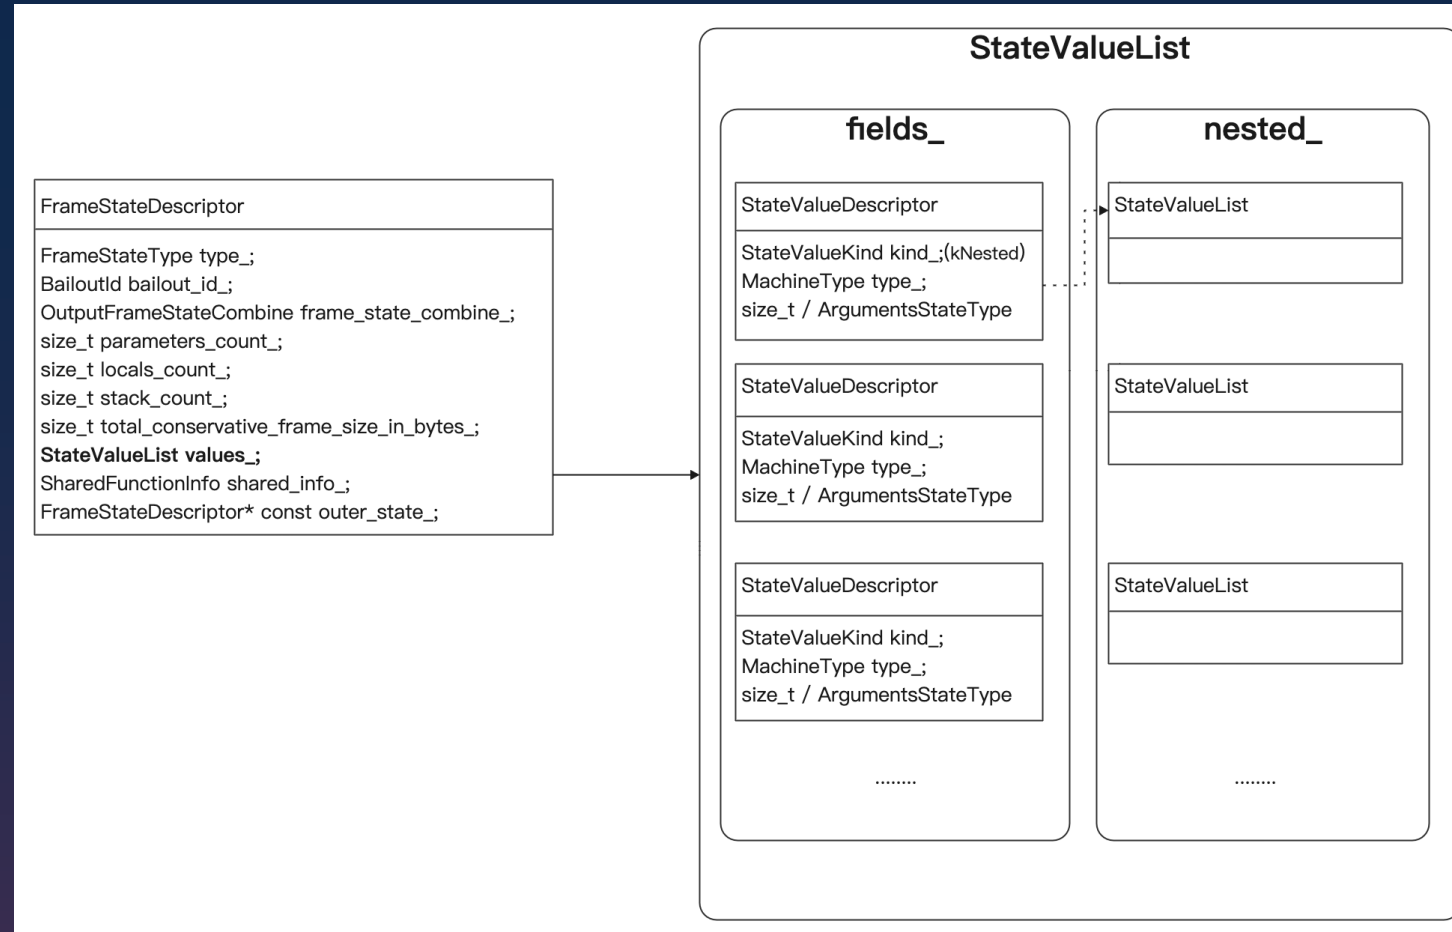 StateValueList
fields_
nested_
FrameStateDescriptor
FrameStateType type_;
BailoutId bailout_id_;
OutputFrameStateCombine frame_state_combine_;
size_t parameters_count_;
size_t locals_count_;
size_t stack_count_;
size_t total_conservative_frame_size_in_bytes_;
StateValueList values_;
SharedFunctionInfo shared_info_;
FrameStateDescriptor* const outer_state_;
StateValueDescriptor
StateValueKind kind_;(kNested)
MachineType type_;
size_t / ArgumentsStateType
StateValueDescriptor
StateValueKind kind_;
MachineType type_;
size_t / ArgumentsStateType
StateValueDescriptor
StateValueKind kind_;
MachineType type_;
size_t / ArgumentsStateType
........
StateValueList
StateValueList
StateValueList
........